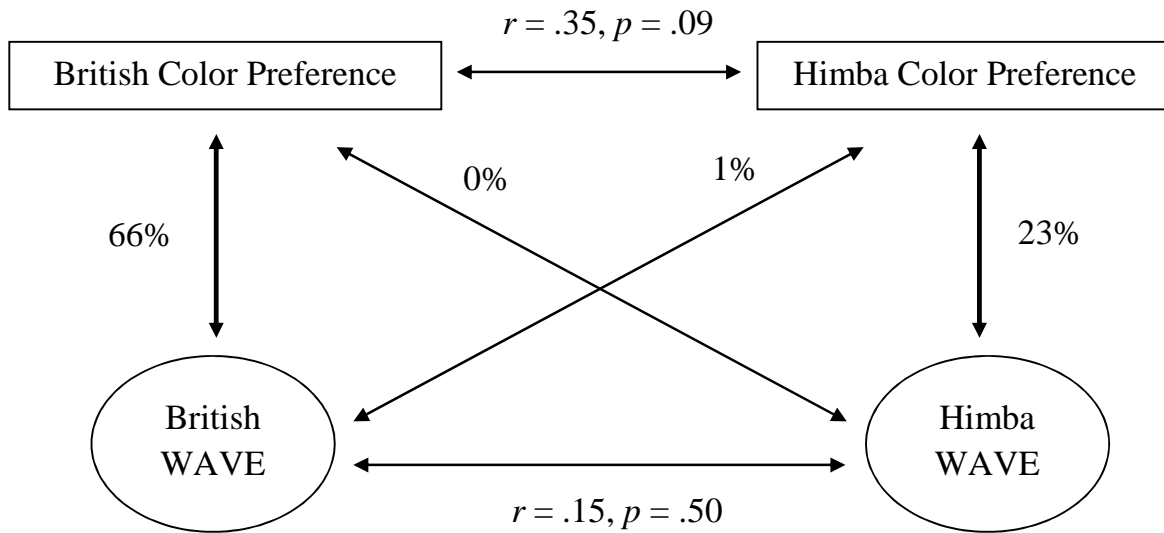 r = .35, p = .09
British Color Preference
Himba Color Preference
0%
1%
66%
23%
British
WAVE
Himba
WAVE
r = .15, p = .50